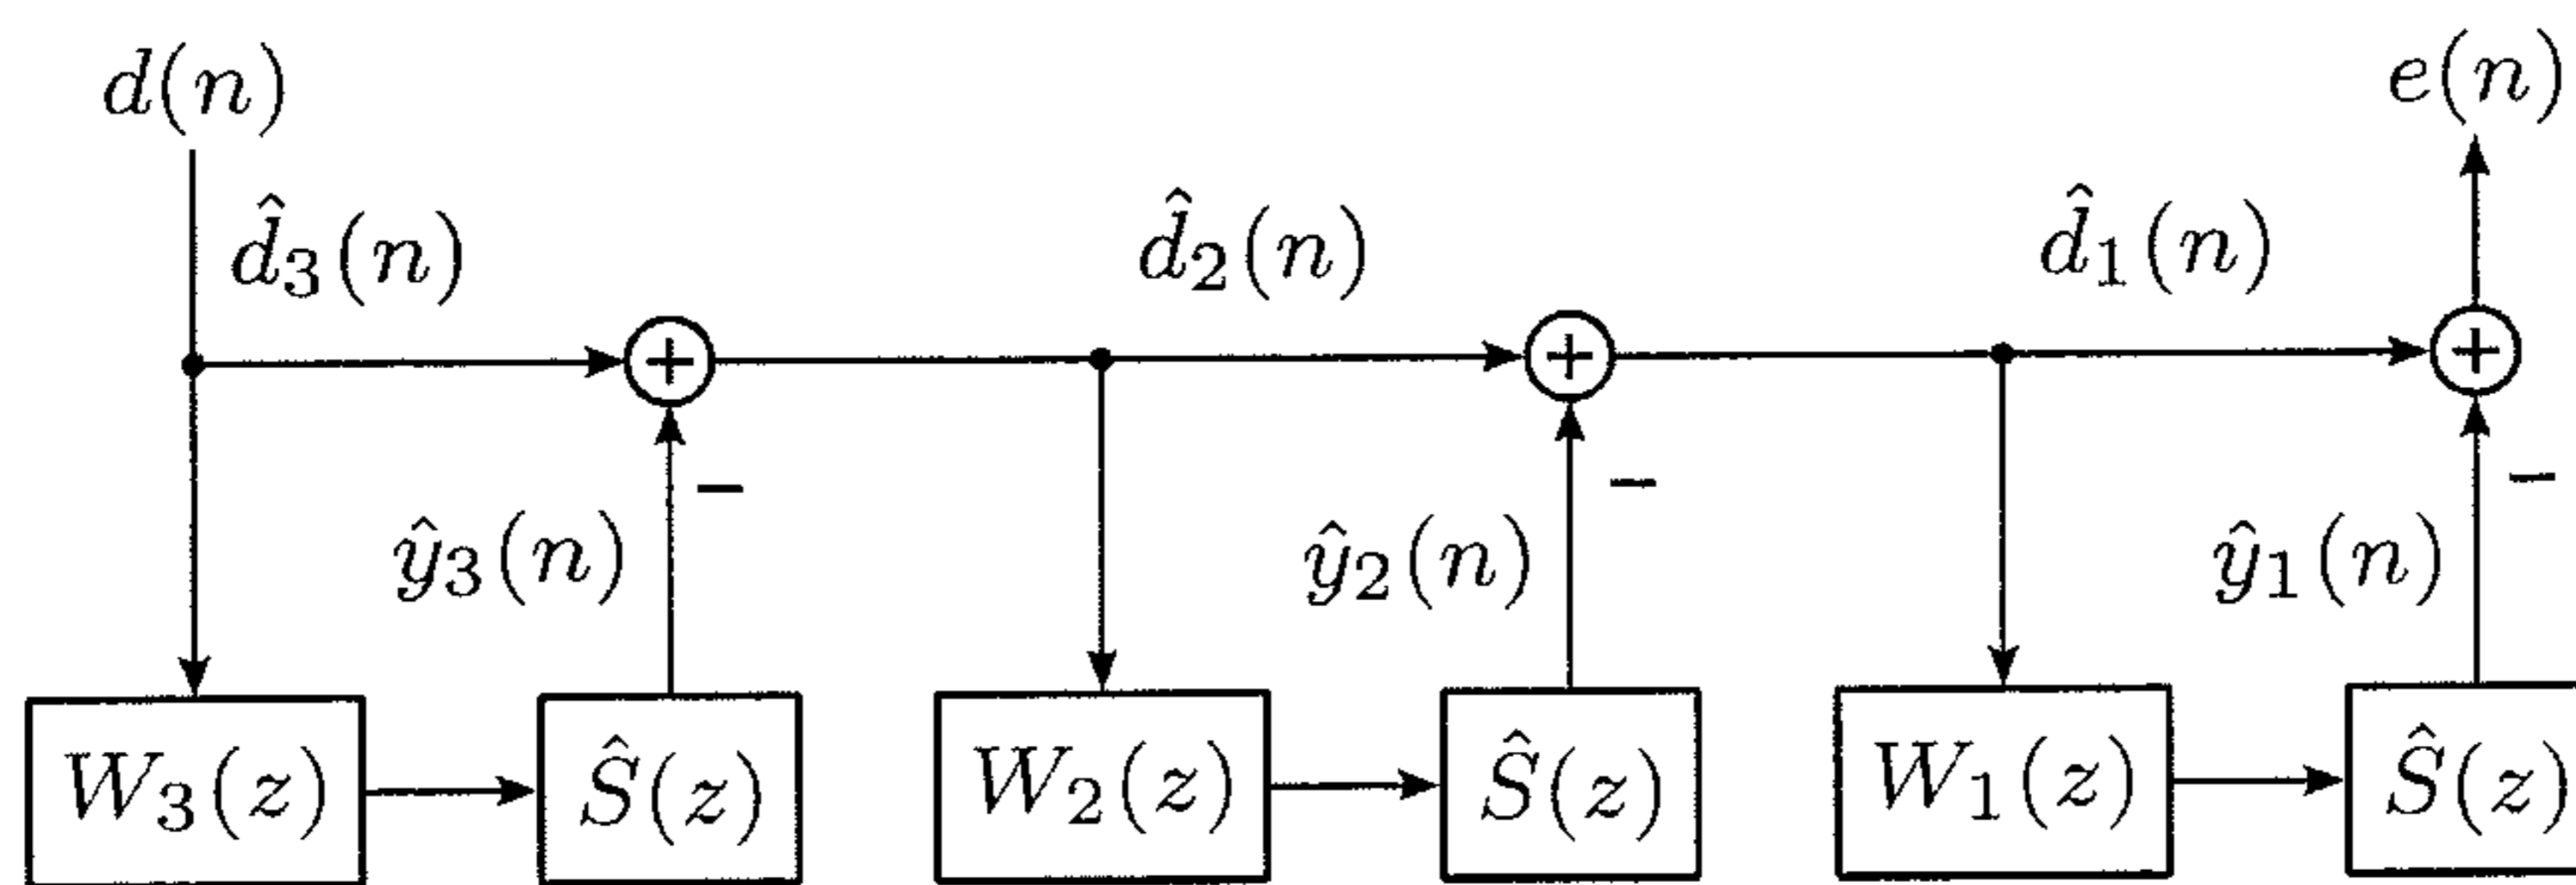 d(n) e(n)
d̂₃(n) d̂₂(n) d̂₁(n)
+ + +
− − −
ŷ₃(n) ŷ₂(n) ŷ₁(n)
W₃(z) Ŝ(z) W₂(z) Ŝ(z) W₁(z) Ŝ(z)